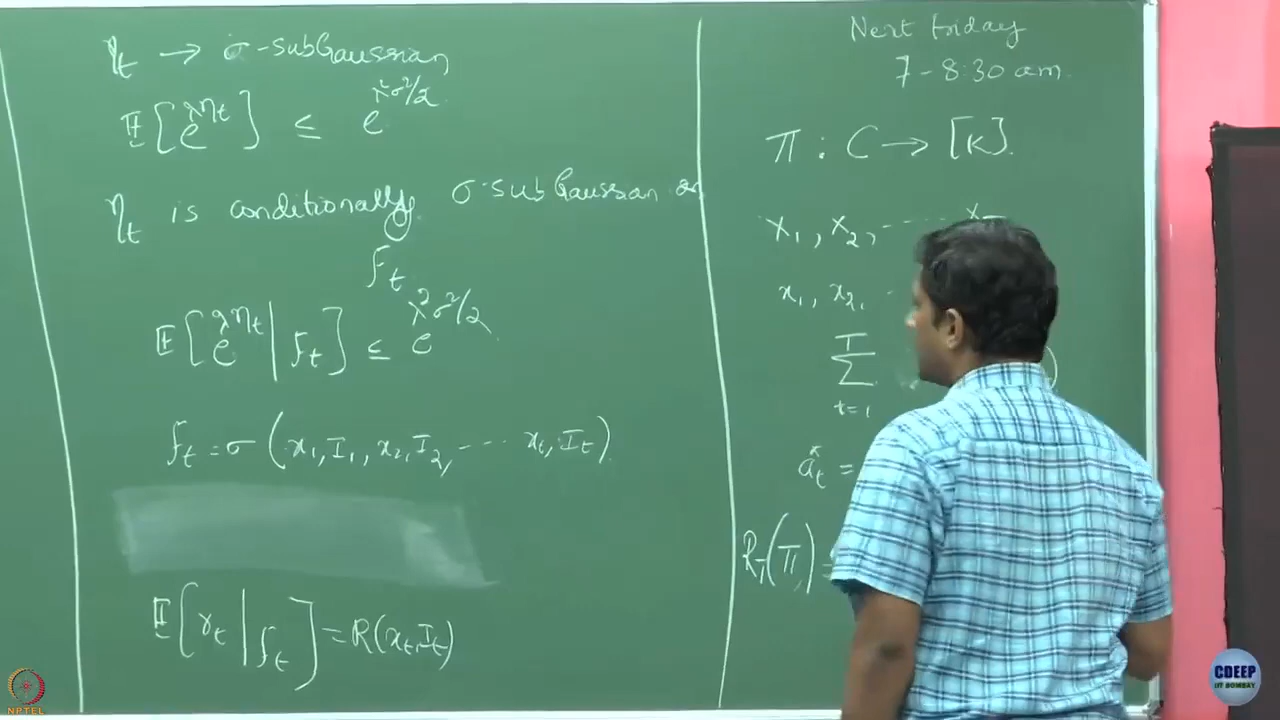 η_t → σ-subGaussian
𝔼[e^{λη_t}] ≤ e^{λ²σ²/2}.
η_t is conditionally σ-subGaussian on
F_t
𝔼[e^{λη_t} | F_t] ≤ e^{λ²σ²/2}
F_t = σ(x_1, I_1, x_2, I_2, ---- x_t, I_t).
𝔼[r_t | F_t] = R(x_t, I_t)
Next friday
7 - 8:30 am.
π : C → [K].
X_1, X_2, -----
x_1, x_2,
Σ_{t=1}^{T}
a*_t =
R_T(π) =
NPTEL
CDEEP
IIT BOMBAY